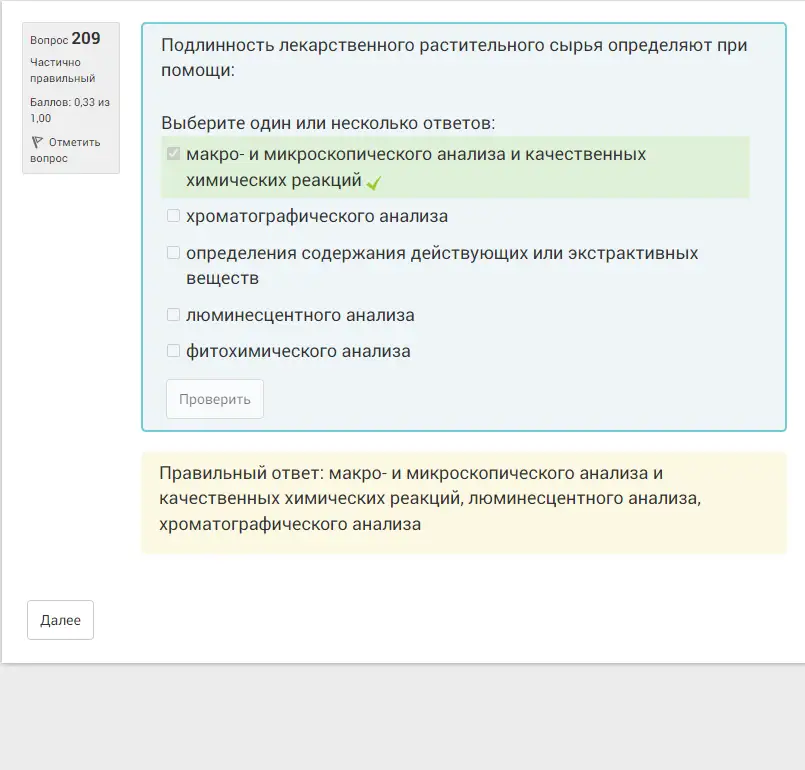 Вопрос 209
Частично
правильный
Баллов: 0,33 из
1,00
Отметить
вопрос
Подлинность лекарственного растительного сырья определяют при
помощи:
Выберите один или несколько ответов:
макро- и микроскопического анализа и качественных
химических реакций
хроматографического анализа
определения содержания действующих или экстрактивных
веществ
люминесцентного анализа
фитохимического анализа
Проверить
Правильный ответ: макро- и микроскопического анализа и
качественных химических реакций, люминесцентного анализа,
хроматографического анализа
Далее